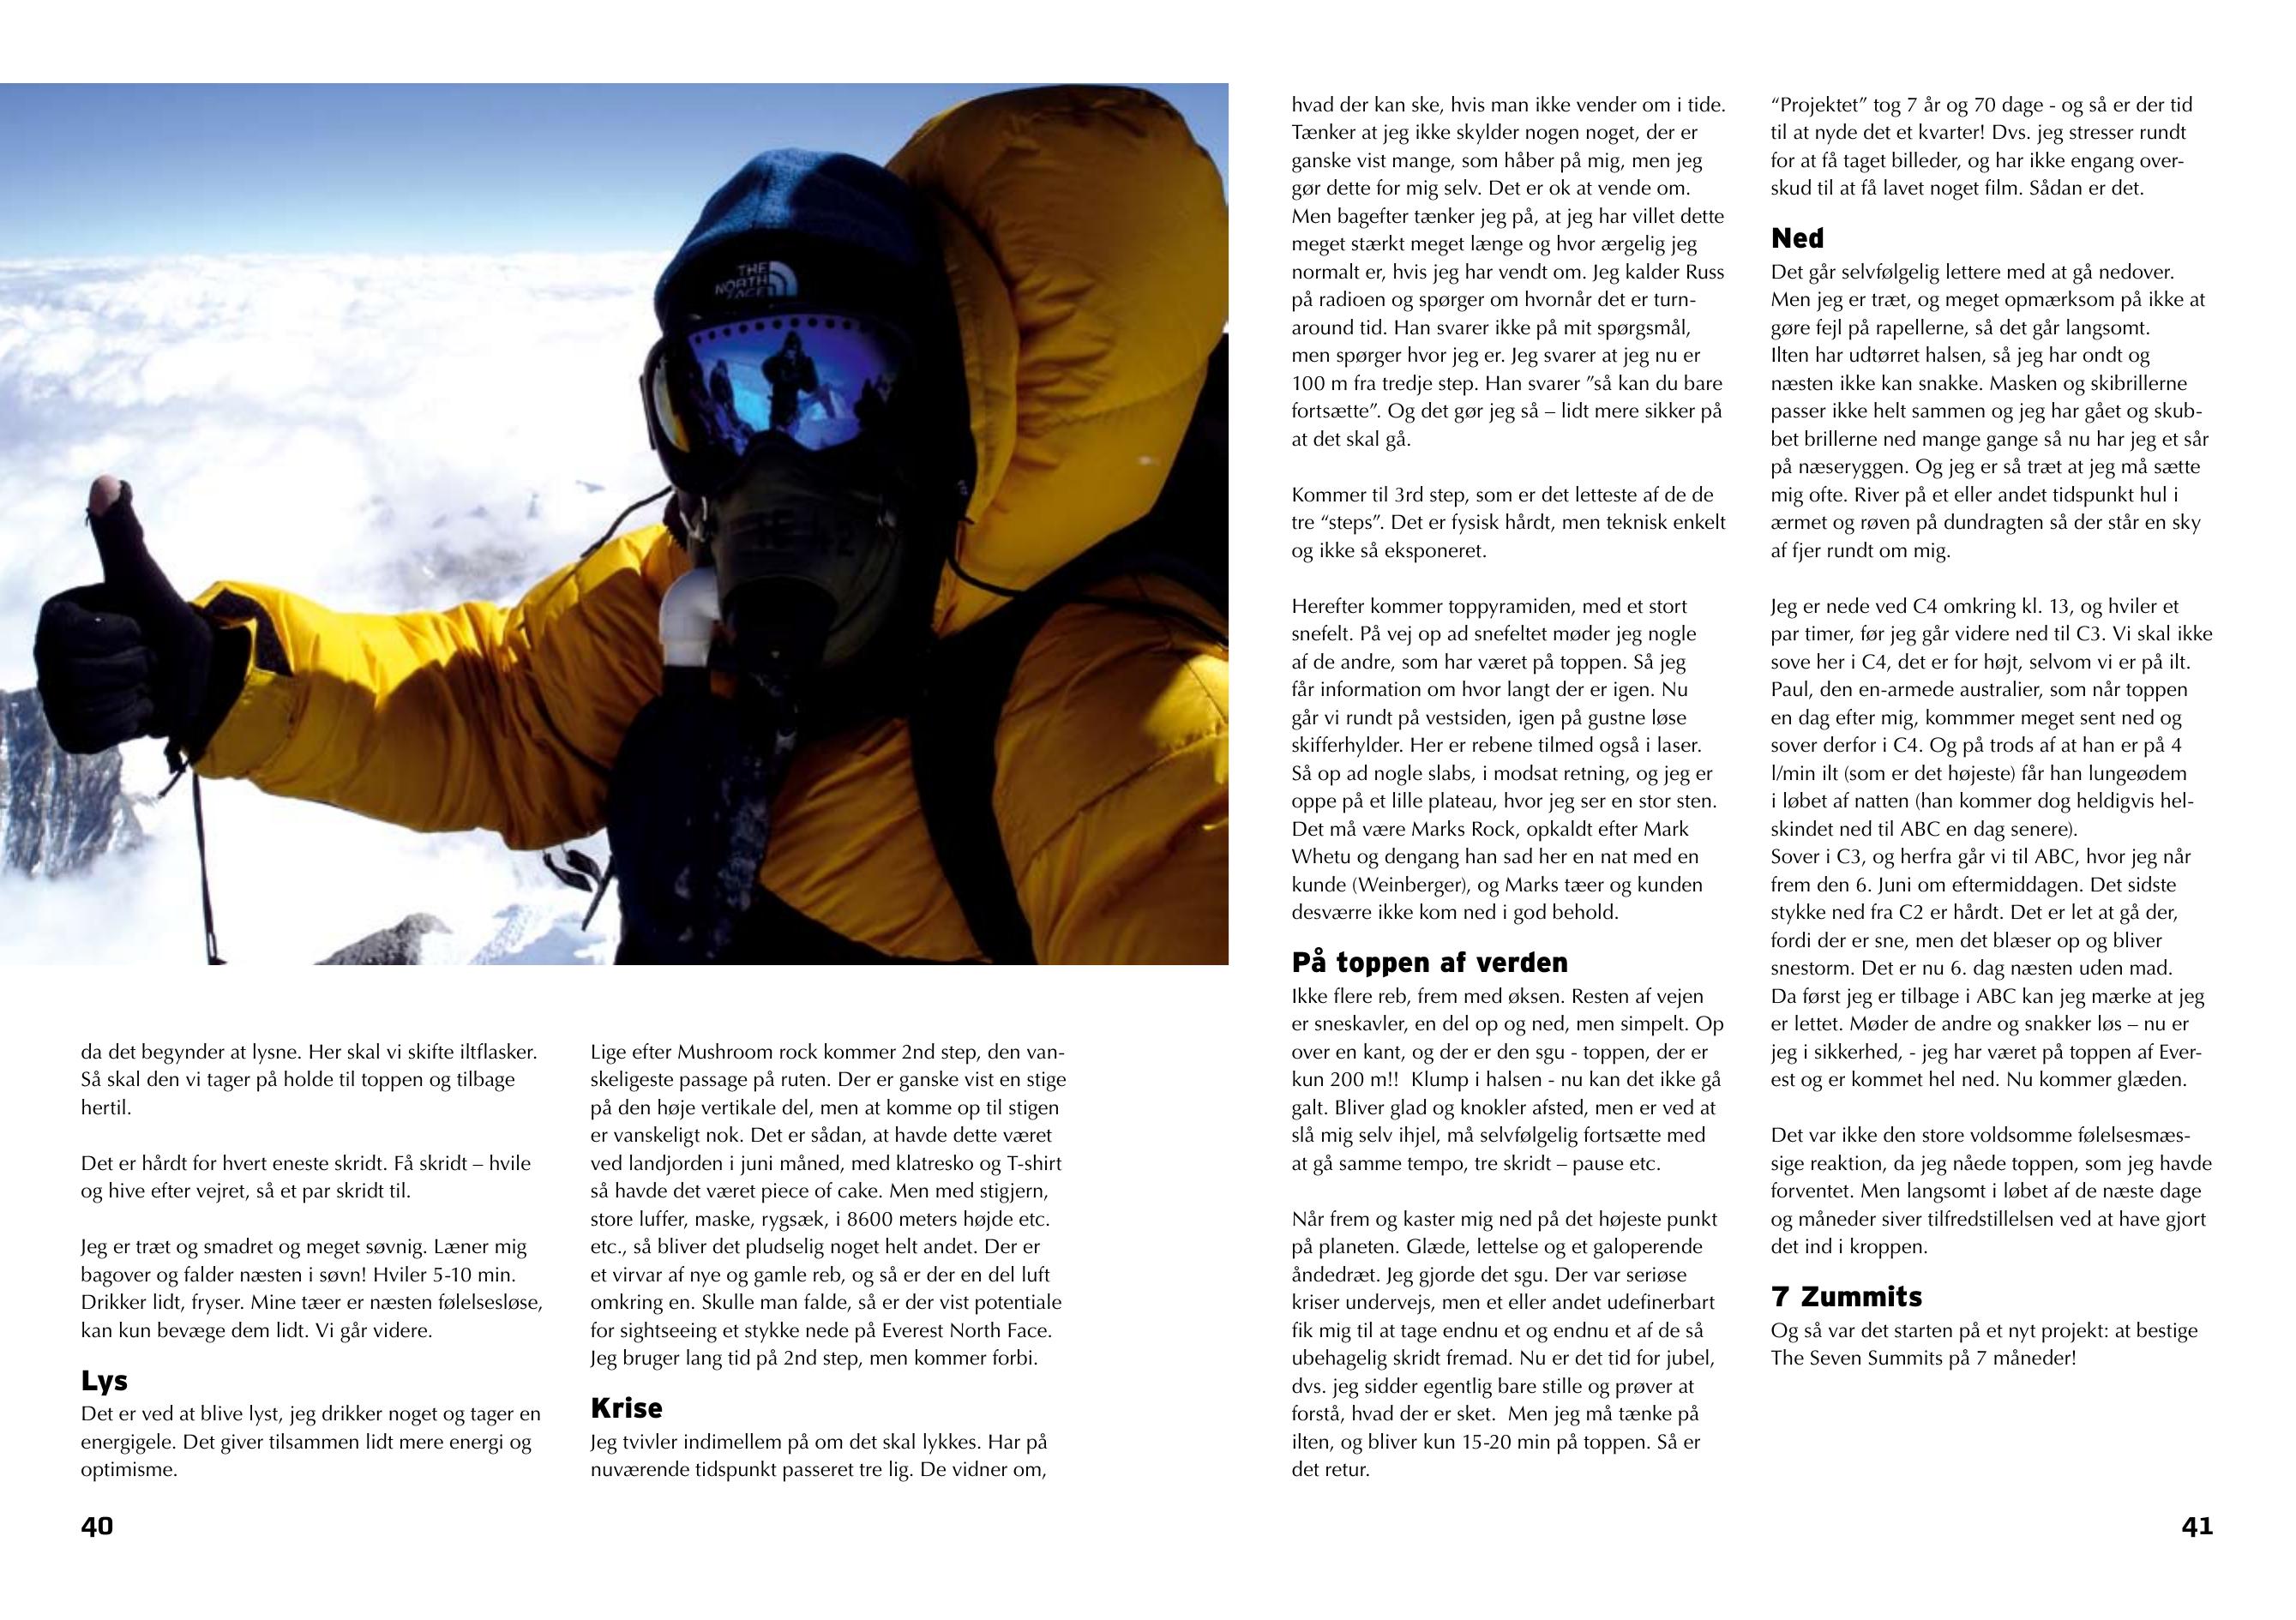 THE
NORTH
FACE
da det begynder at lysne. Her skal vi skifte iltflasker.
Så skal den vi tager på holde til toppen og tilbage
hertil.
Det er hårdt for hvert eneste skridt. Få skridt – hvile
og hive efter vejret, så et par skridt til.
Jeg er træt og smadret og meget søvnig. Læner mig
bagover og falder næsten i søvn! Hviler 5-10 min.
Drikker lidt, fryser. Mine tæer er næsten følelsesløse,
kan kun bevæge dem lidt. Vi går videre.
Lys
Det er ved at blive lyst, jeg drikker noget og tager en
energigele. Det giver tilsammen lidt mere energi og
optimisme.
Lige efter Mushroom rock kommer 2nd step, den van-
skeligeste passage på ruten. Der er ganske vist en stige
på den høje vertikale del, men at komme op til stigen
er vanskeligt nok. Det er sådan, at havde dette været
ved landjorden i juni måned, med klatresko og T-shirt
så havde det været piece of cake. Men med stigjern,
store luffer, maske, rygsæk, i 8600 meters højde etc.
etc., så bliver det pludselig noget helt andet. Der er
et virvar af nye og gamle reb, og så er der en del luft
omkring en. Skulle man falde, så er der vist potentiale
for sightseeing et stykke nede på Everest North Face.
Jeg bruger lang tid på 2nd step, men kommer forbi.
Krise
Jeg tvivler indimellem på om det skal lykkes. Har på
nuværende tidspunkt passeret tre lig. De vidner om,
hvad der kan ske, hvis man ikke vender om i tide.
Tænker at jeg ikke skylder nogen noget, der er
ganske vist mange, som håber på mig, men jeg
gør dette for mig selv. Det er ok at vende om.
Men bagefter tænker jeg på, at jeg har villet dette
meget stærkt meget længe og hvor ærgelig jeg
normalt er, hvis jeg har vendt om. Jeg kalder Russ
på radioen og spørger om hvornår det er turn-
around tid. Han svarer ikke på mit spørgsmål,
men spørger hvor jeg er. Jeg svarer at jeg nu er
100 m fra tredje step. Han svarer ”så kan du bare
fortsætte”. Og det gør jeg så – lidt mere sikker på
at det skal gå.
Kommer til 3rd step, som er det letteste af de de
tre “steps”. Det er fysisk hårdt, men teknisk enkelt
og ikke så eksponeret.
Herefter kommer toppyramiden, med et stort
snefelt. På vej op ad snefeltet møder jeg nogle
af de andre, som har været på toppen. Så jeg
får information om hvor langt der er igen. Nu
går vi rundt på vestsiden, igen på gustne løse
skifferhylder. Her er rebene tilmed også i laser.
Så op ad nogle slabs, i modsat retning, og jeg er
oppe på et lille plateau, hvor jeg ser en stor sten.
Det må være Marks Rock, opkaldt efter Mark
Whetu og dengang han sad her en nat med en
kunde (Weinberger), og Marks tæer og kunden
desværre ikke kom ned i god behold.
På toppen af verden
Ikke flere reb, frem med øksen. Resten af vejen
er sneskavler, en del op og ned, men simpelt. Op
over en kant, og der er den sgu - toppen, der er
kun 200 m!!  Klump i halsen - nu kan det ikke gå
galt. Bliver glad og knokler afsted, men er ved at
slå mig selv ihjel, må selvfølgelig fortsætte med
at gå samme tempo, tre skridt – pause etc.
Når frem og kaster mig ned på det højeste punkt
på planeten. Glæde, lettelse og et galoperende
åndedræt. Jeg gjorde det sgu. Der var seriøse
kriser undervejs, men et eller andet udefinerbart
fik mig til at tage endnu et og endnu et af de så
ubehagelig skridt fremad. Nu er det tid for jubel,
dvs. jeg sidder egentlig bare stille og prøver at
forstå, hvad der er sket.  Men jeg må tænke på
ilten, og bliver kun 15-20 min på toppen. Så er
det retur.
“Projektet” tog 7 år og 70 dage - og så er der tid
til at nyde det et kvarter! Dvs. jeg stresser rundt
for at få taget billeder, og har ikke engang over-
skud til at få lavet noget film. Sådan er det.
Ned
Det går selvfølgelig lettere med at gå nedover.
Men jeg er træt, og meget opmærksom på ikke at
gøre fejl på rapellerne, så det går langsomt.
Ilten har udtørret halsen, så jeg har ondt og
næsten ikke kan snakke. Masken og skibrillerne
passer ikke helt sammen og jeg har gået og skub-
bet brillerne ned mange gange så nu har jeg et sår
på næseryggen. Og jeg er så træt at jeg må sætte
mig ofte. River på et eller andet tidspunkt hul i
ærmet og røven på dundragten så der står en sky
af fjer rundt om mig.
Jeg er nede ved C4 omkring kl. 13, og hviler et
par timer, før jeg går videre ned til C3. Vi skal ikke
sove her i C4, det er for højt, selvom vi er på ilt.
Paul, den en-armede australier, som når toppen
en dag efter mig, kommmer meget sent ned og
sover derfor i C4. Og på trods af at han er på 4
l/min ilt (som er det højeste) får han lungeødem
i løbet af natten (han kommer dog heldigvis hel-
skindet ned til ABC en dag senere).
Sover i C3, og herfra går vi til ABC, hvor jeg når
frem den 6. Juni om eftermiddagen. Det sidste
stykke ned fra C2 er hårdt. Det er let at gå der,
fordi der er sne, men det blæser op og bliver
snestorm. Det er nu 6. dag næsten uden mad.
Da først jeg er tilbage i ABC kan jeg mærke at jeg
er lettet. Møder de andre og snakker løs – nu er
jeg i sikkerhed, - jeg har været på toppen af Ever-
est og er kommet hel ned. Nu kommer glæden.
Det var ikke den store voldsomme følelsesmæs-
sige reaktion, da jeg nåede toppen, som jeg havde
forventet. Men langsomt i løbet af de næste dage
og måneder siver tilfredstillelsen ved at have gjort
det ind i kroppen.
7 Zummits
Og så var det starten på et nyt projekt: at bestige
The Seven Summits på 7 måneder!
40
41